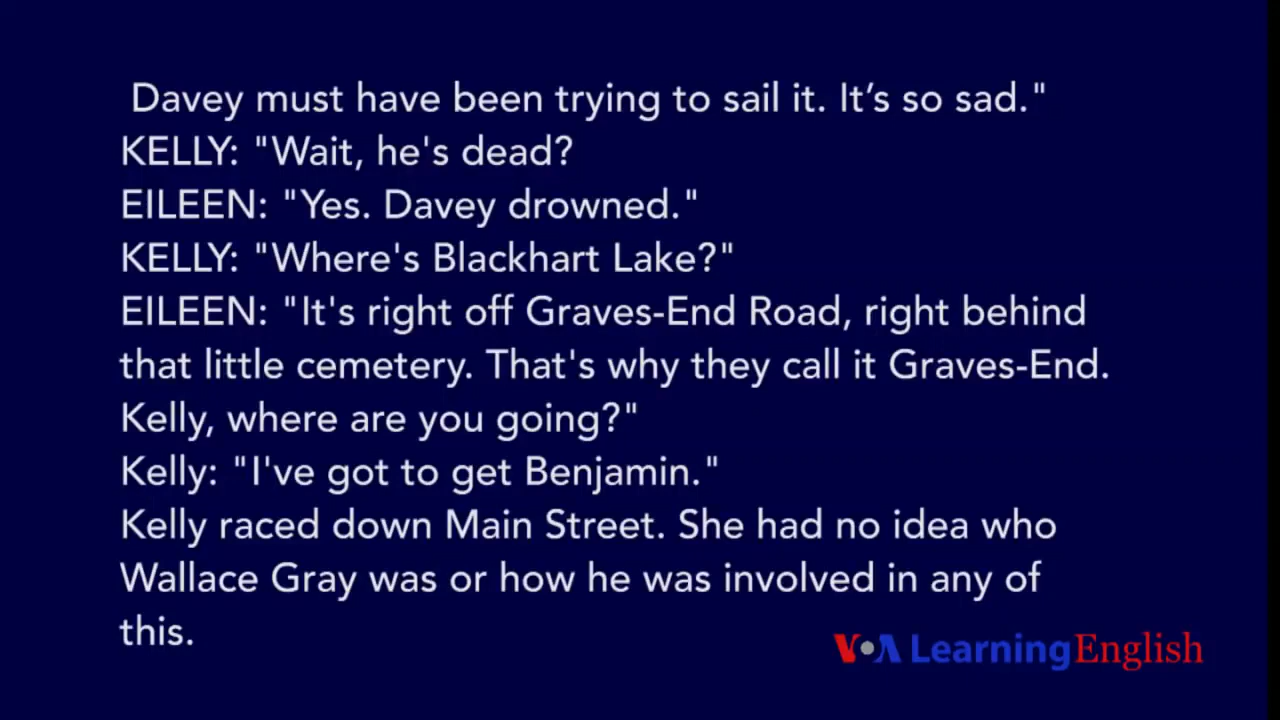 Davey must have been trying to sail it. It’s so sad."
KELLY: "Wait, he's dead?
EILEEN: "Yes. Davey drowned."
KELLY: "Where's Blackhart Lake?"
EILEEN: "It's right off Graves-End Road, right behind
that little cemetery. That's why they call it Graves-End.
Kelly, where are you going?"
Kelly: "I've got to get Benjamin."
Kelly raced down Main Street. She had no idea who
Wallace Gray was or how he was involved in any of
this.
VOA Learning English